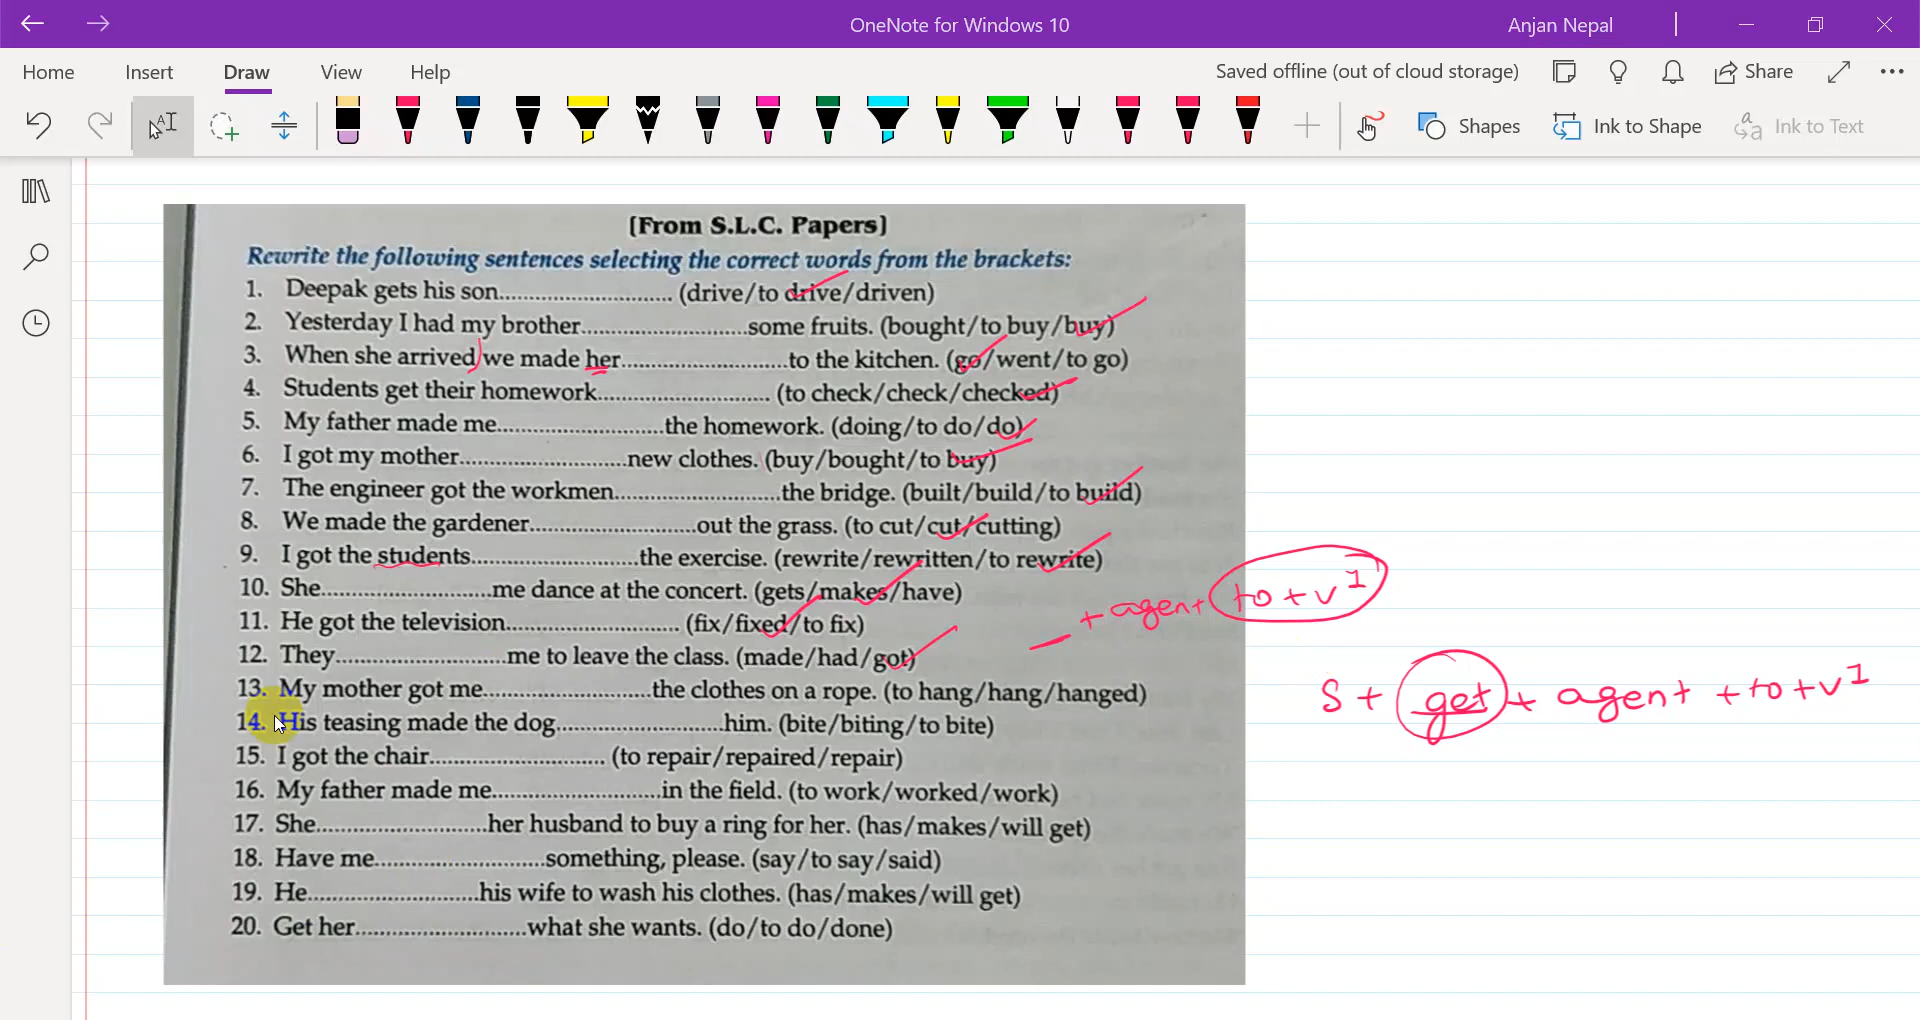 OneNote for Windows 10
Anjan Nepal
Home Insert Draw View Help
Saved offline (out of cloud storage) Share
Shapes Ink to Shape Ink to Text
[From S.L.C. Papers]
Rewrite the following sentences selecting the correct words from the brackets:
1. Deepak gets his son............................. (drive/to drive/driven)
2. Yesterday I had my brother............................some fruits. (bought/to buy/buy)
3. When she arrived) we made her............................to the kitchen. (go/went/to go)
4. Students get their homework............................. (to check/check/checked)
5. My father made me............................the homework. (doing/to do/do)
6. I got my mother............................new clothes. (buy/bought/to buy)
7. The engineer got the workmen............................the bridge. (built/build/to build)
8. We made the gardener............................out the grass. (to cut/cut/cutting)
9. I got the students............................the exercise. (rewrite/rewritten/to rewrite)
10. She.............................me dance at the concert. (gets/makes/have)
11. He got the television............................. (fix/fixed/to fix)
+ agent + to + v1
12. They............................me to leave the class. (made/had/got)
13. My mother got me............................the clothes on a rope. (to hang/hang/hanged)
S + get + agent + to + v1
14. His teasing made the dog............................him. (bite/biting/to bite)
15. I got the chair............................. (to repair/repaired/repair)
16. My father made me............................in the field. (to work/worked/work)
17. She............................her husband to buy a ring for her. (has/makes/will get)
18. Have me............................something, please. (say/to say/said)
19. He............................his wife to wash his clothes. (has/makes/will get)
20. Get her............................what she wants. (do/to do/done)